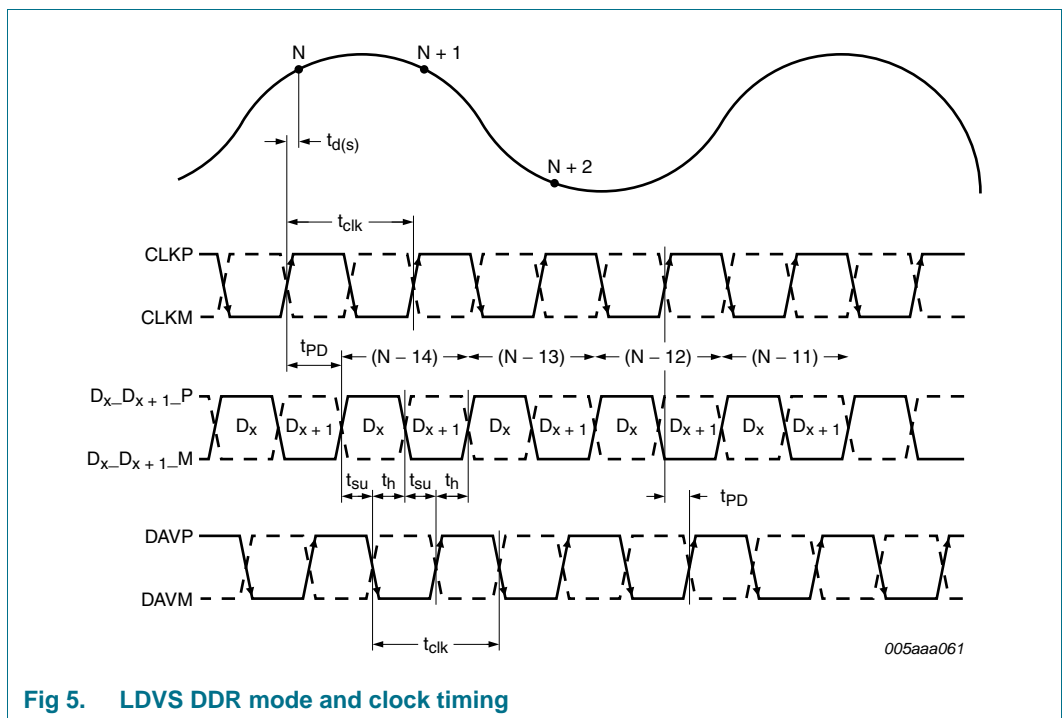 N
N + 1
t_d(s)
N + 2
t_clk
CLKP
CLKM
t_PD
(N − 14)
(N − 13)
(N − 12)
(N − 11)
D_x_D_x + 1_P
D_x
D_x + 1
D_x
D_x + 1
D_x
D_x + 1
D_x
D_x + 1
D_x
D_x + 1
D_x_D_x + 1_M
t_su
t_h
t_su
t_h
t_PD
DAVP
DAVM
t_clk
005aaa061
Fig 5. LDVS DDR mode and clock timing